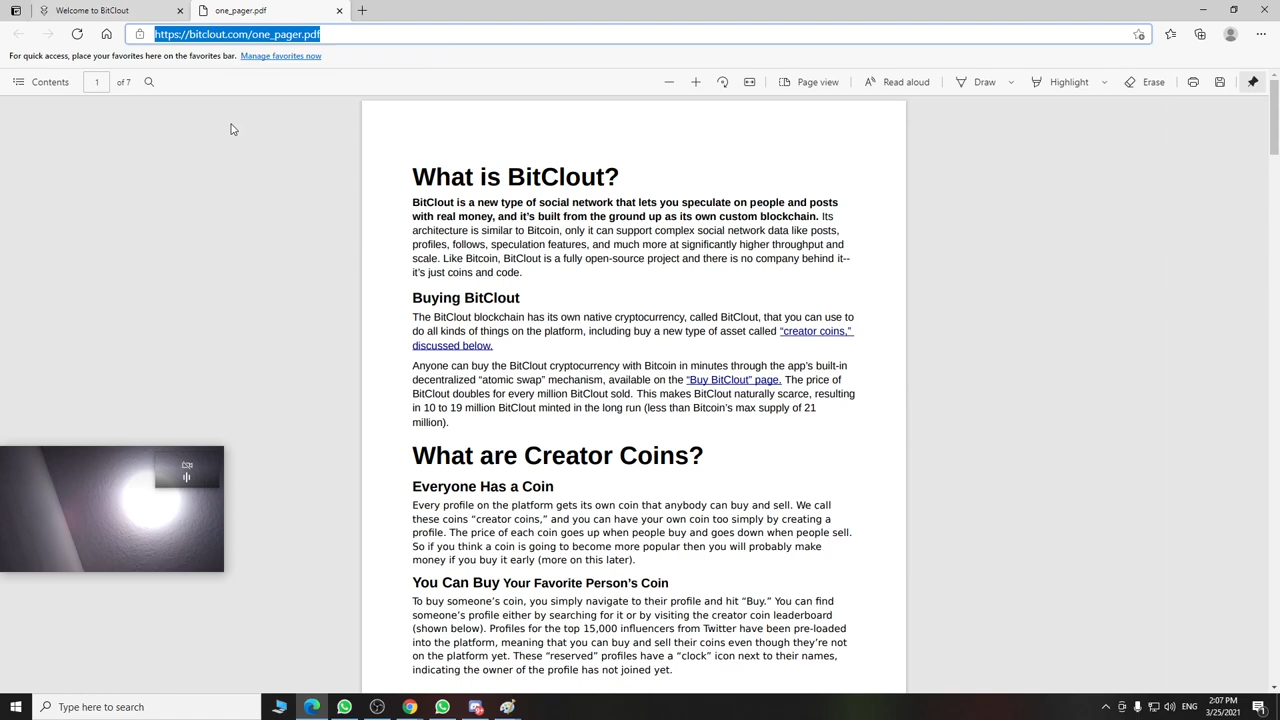 Welcome to BitClout
one_pager.pdf
https://bitclout.com/one_pager.pdf
For quick access, place your favorites here on the favorites bar. Manage favorites now
Contents 1 of 7 Page view Read aloud Draw Highlight Erase
What is BitClout?
BitClout is a new type of social network that lets you speculate on people and posts
with real money, and it’s built from the ground up as its own custom blockchain. Its
architecture is similar to Bitcoin, only it can support complex social network data like posts,
profiles, follows, speculation features, and much more at significantly higher throughput and
scale. Like Bitcoin, BitClout is a fully open-source project and there is no company behind it--
it’s just coins and code.
Buying BitClout
The BitClout blockchain has its own native cryptocurrency, called BitClout, that you can use to
do all kinds of things on the platform, including buy a new type of asset called “creator coins,”
discussed below.
Anyone can buy the BitClout cryptocurrency with Bitcoin in minutes through the app’s built-in
decentralized “atomic swap” mechanism, available on the “Buy BitClout” page. The price of
BitClout doubles for every million BitClout sold. This makes BitClout naturally scarce, resulting
in 10 to 19 million BitClout minted in the long run (less than Bitcoin’s max supply of 21
million).
What are Creator Coins?
Everyone Has a Coin
Every profile on the platform gets its own coin that anybody can buy and sell. We call
these coins “creator coins,” and you can have your own coin too simply by creating a
profile. The price of each coin goes up when people buy and goes down when people sell.
So if you think a coin is going to become more popular then you will probably make
money if you buy it early (more on this later).
You Can Buy Your Favorite Person’s Coin
To buy someone’s coin, you simply navigate to their profile and hit “Buy.” You can find
someone’s profile either by searching for it or by visiting the creator coin leaderboard
(shown below). Profiles for the top 15,000 influencers from Twitter have been pre-loaded
into the platform, meaning that you can buy and sell their coins even though they’re not
on the platform yet. These “reserved” profiles have a “clock” icon next to their names,
indicating the owner of the profile has not joined yet.
Type here to search
ENG
2:07 PM
3/25/2021